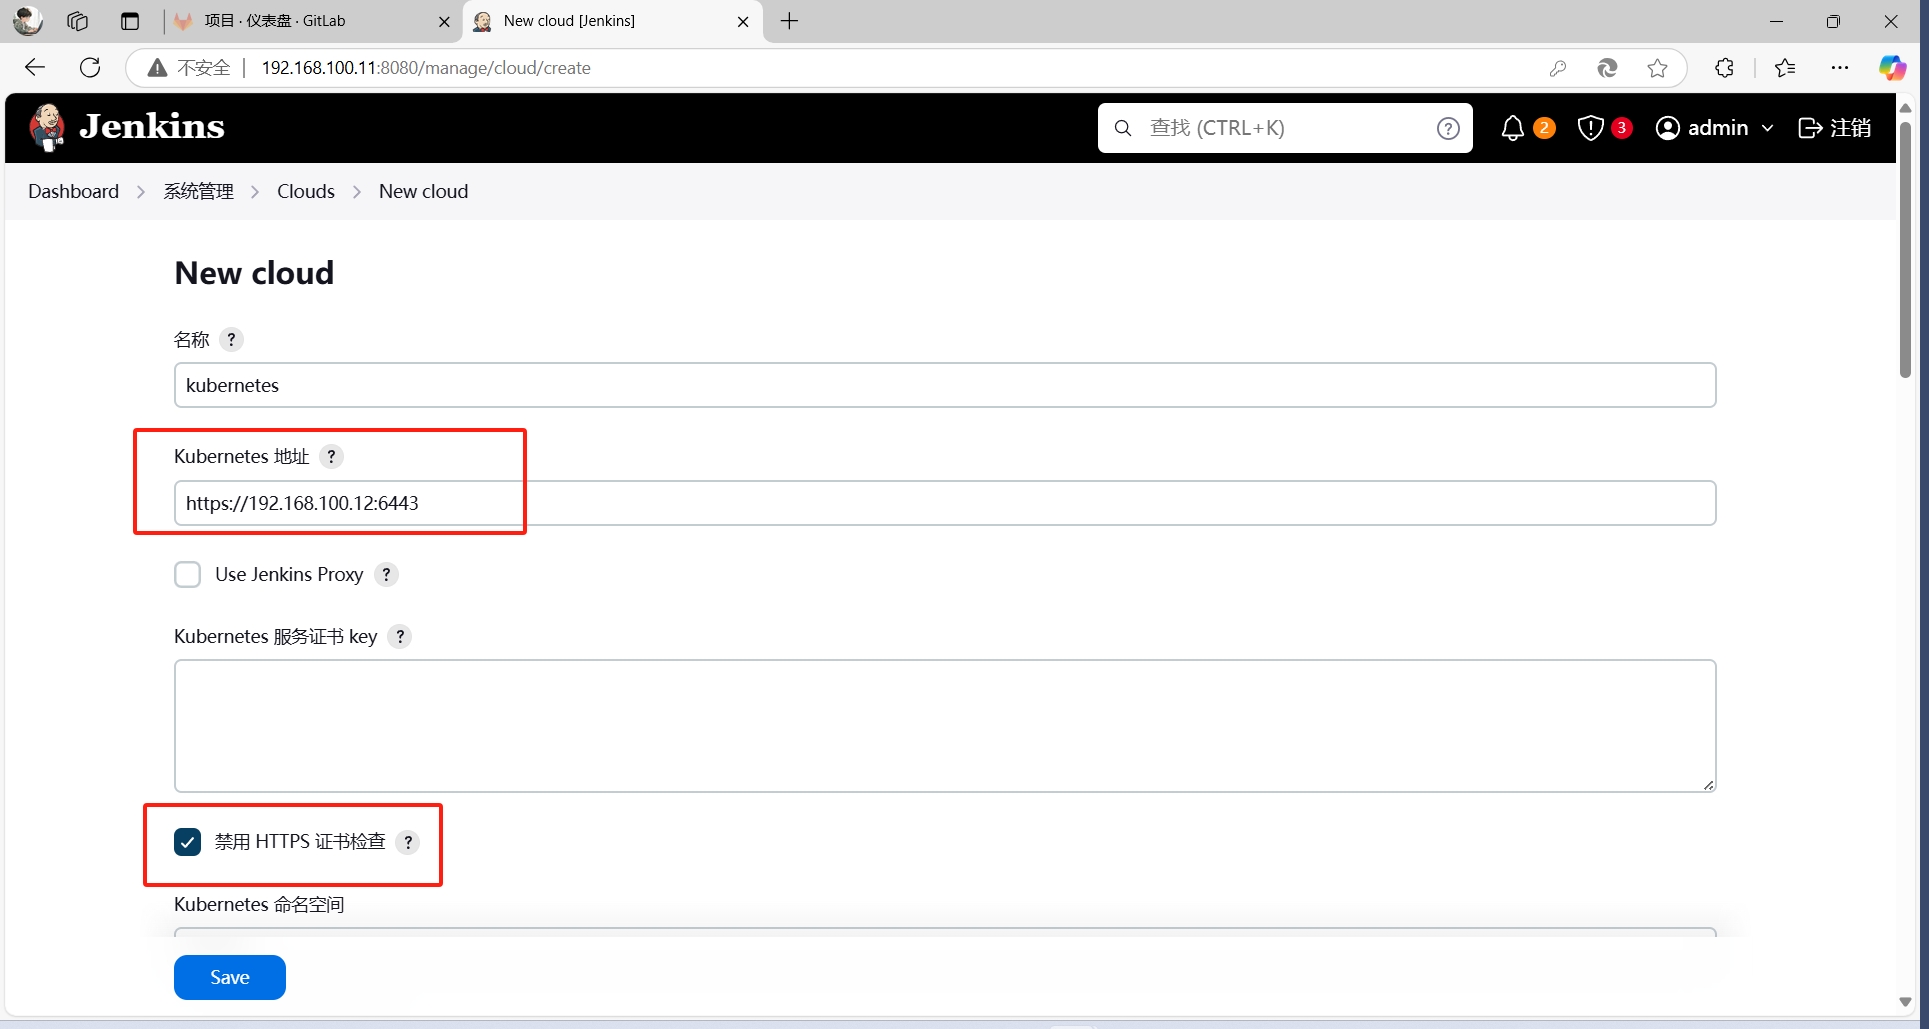 项目 · 仪表盘 · GitLab
New cloud [Jenkins]
不安全 192.168.100.11:8080/manage/cloud/create
Jenkins
查找 (CTRL+K)
2
3
admin
注销
Dashboard
系统管理
Clouds
New cloud
New cloud
名称 ?
kubernetes
Kubernetes 地址 ?
https://192.168.100.12:6443
Use Jenkins Proxy ?
Kubernetes 服务证书 key ?
禁用 HTTPS 证书检查 ?
Kubernetes 命名空间
Save